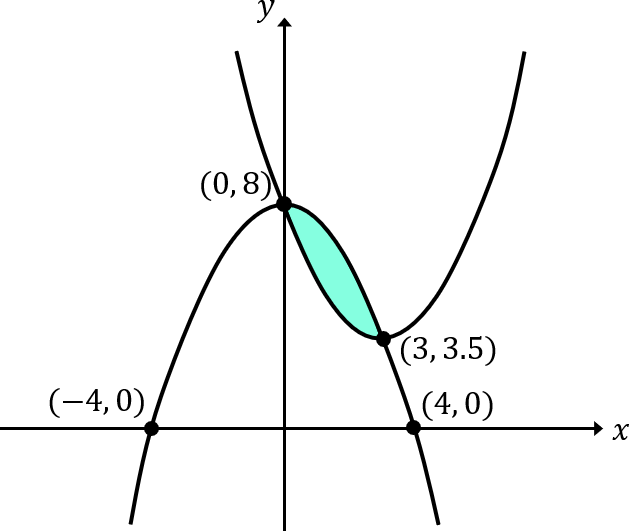 y
(0, 8)
(3, 3.5)
(−4, 0)
(4, 0)
x